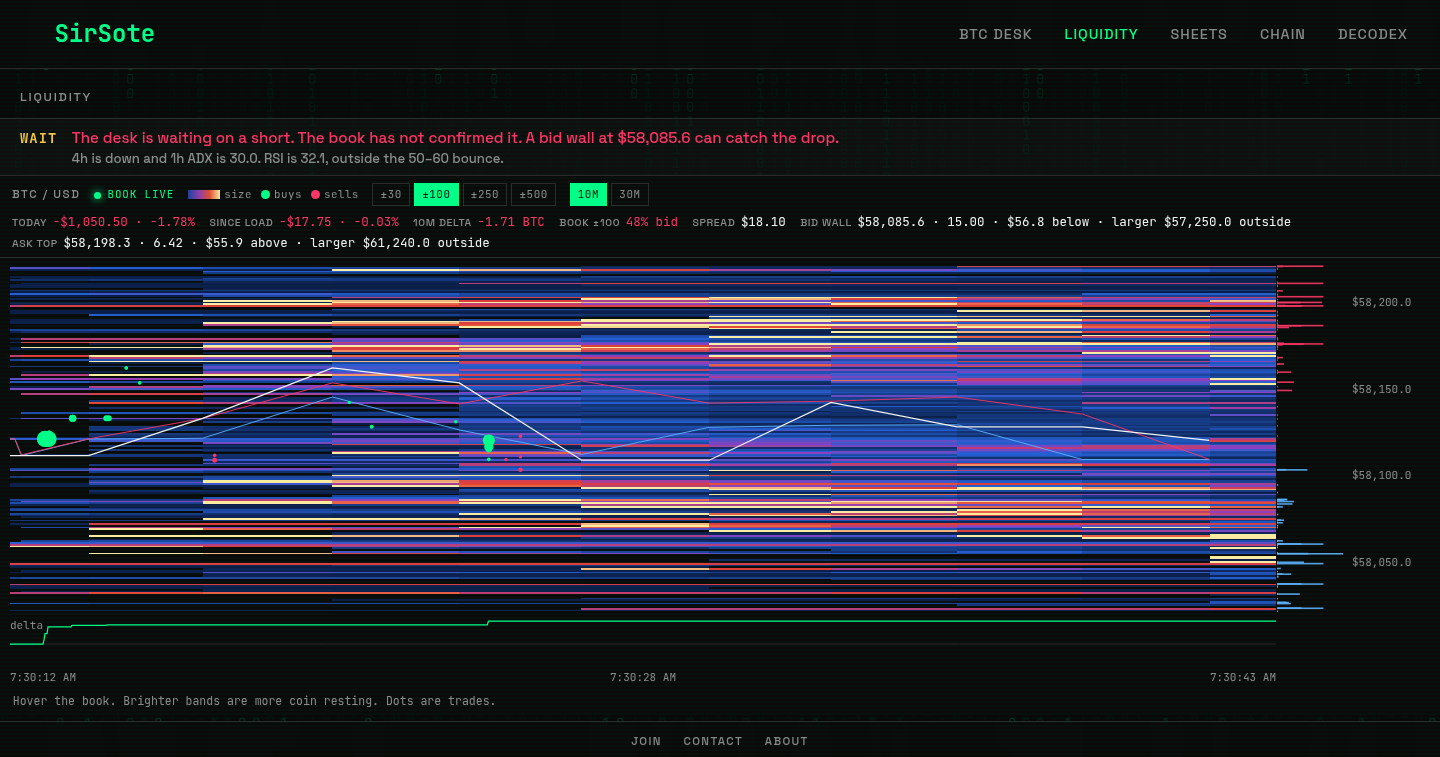 SirSote
BTC DESK LIQUIDITY SHEETS CHAIN DECODEX
LIQUIDITY
WAIT The desk is waiting on a short. The book has not confirmed it. A bid wall at $58,085.6 can catch the drop.
4h is down and 1h ADX is 30.0. RSI is 32.1, outside the 50–60 bounce.
BTC / USD BOOK LIVE size buys sells ±30 ±100 ±250 ±500 10M 30M
TODAY -$1,050.50 · -1.78% SINCE LOAD -$17.75 · -0.03% 10M DELTA -1.71 BTC BOOK ±100 48% bid SPREAD $18.10 BID WALL $58,085.6 · 15.00 · $56.8 below · larger $57,250.0 outside
ASK TOP $58,198.3 · 6.42 · $55.9 above · larger $61,240.0 outside
$58,200.0
$58,150.0
$58,100.0
$58,050.0
delta
7:30:12 AM 7:30:28 AM 7:30:43 AM
Hover the book. Brighter bands are more coin resting. Dots are trades.
JOIN CONTACT ABOUT